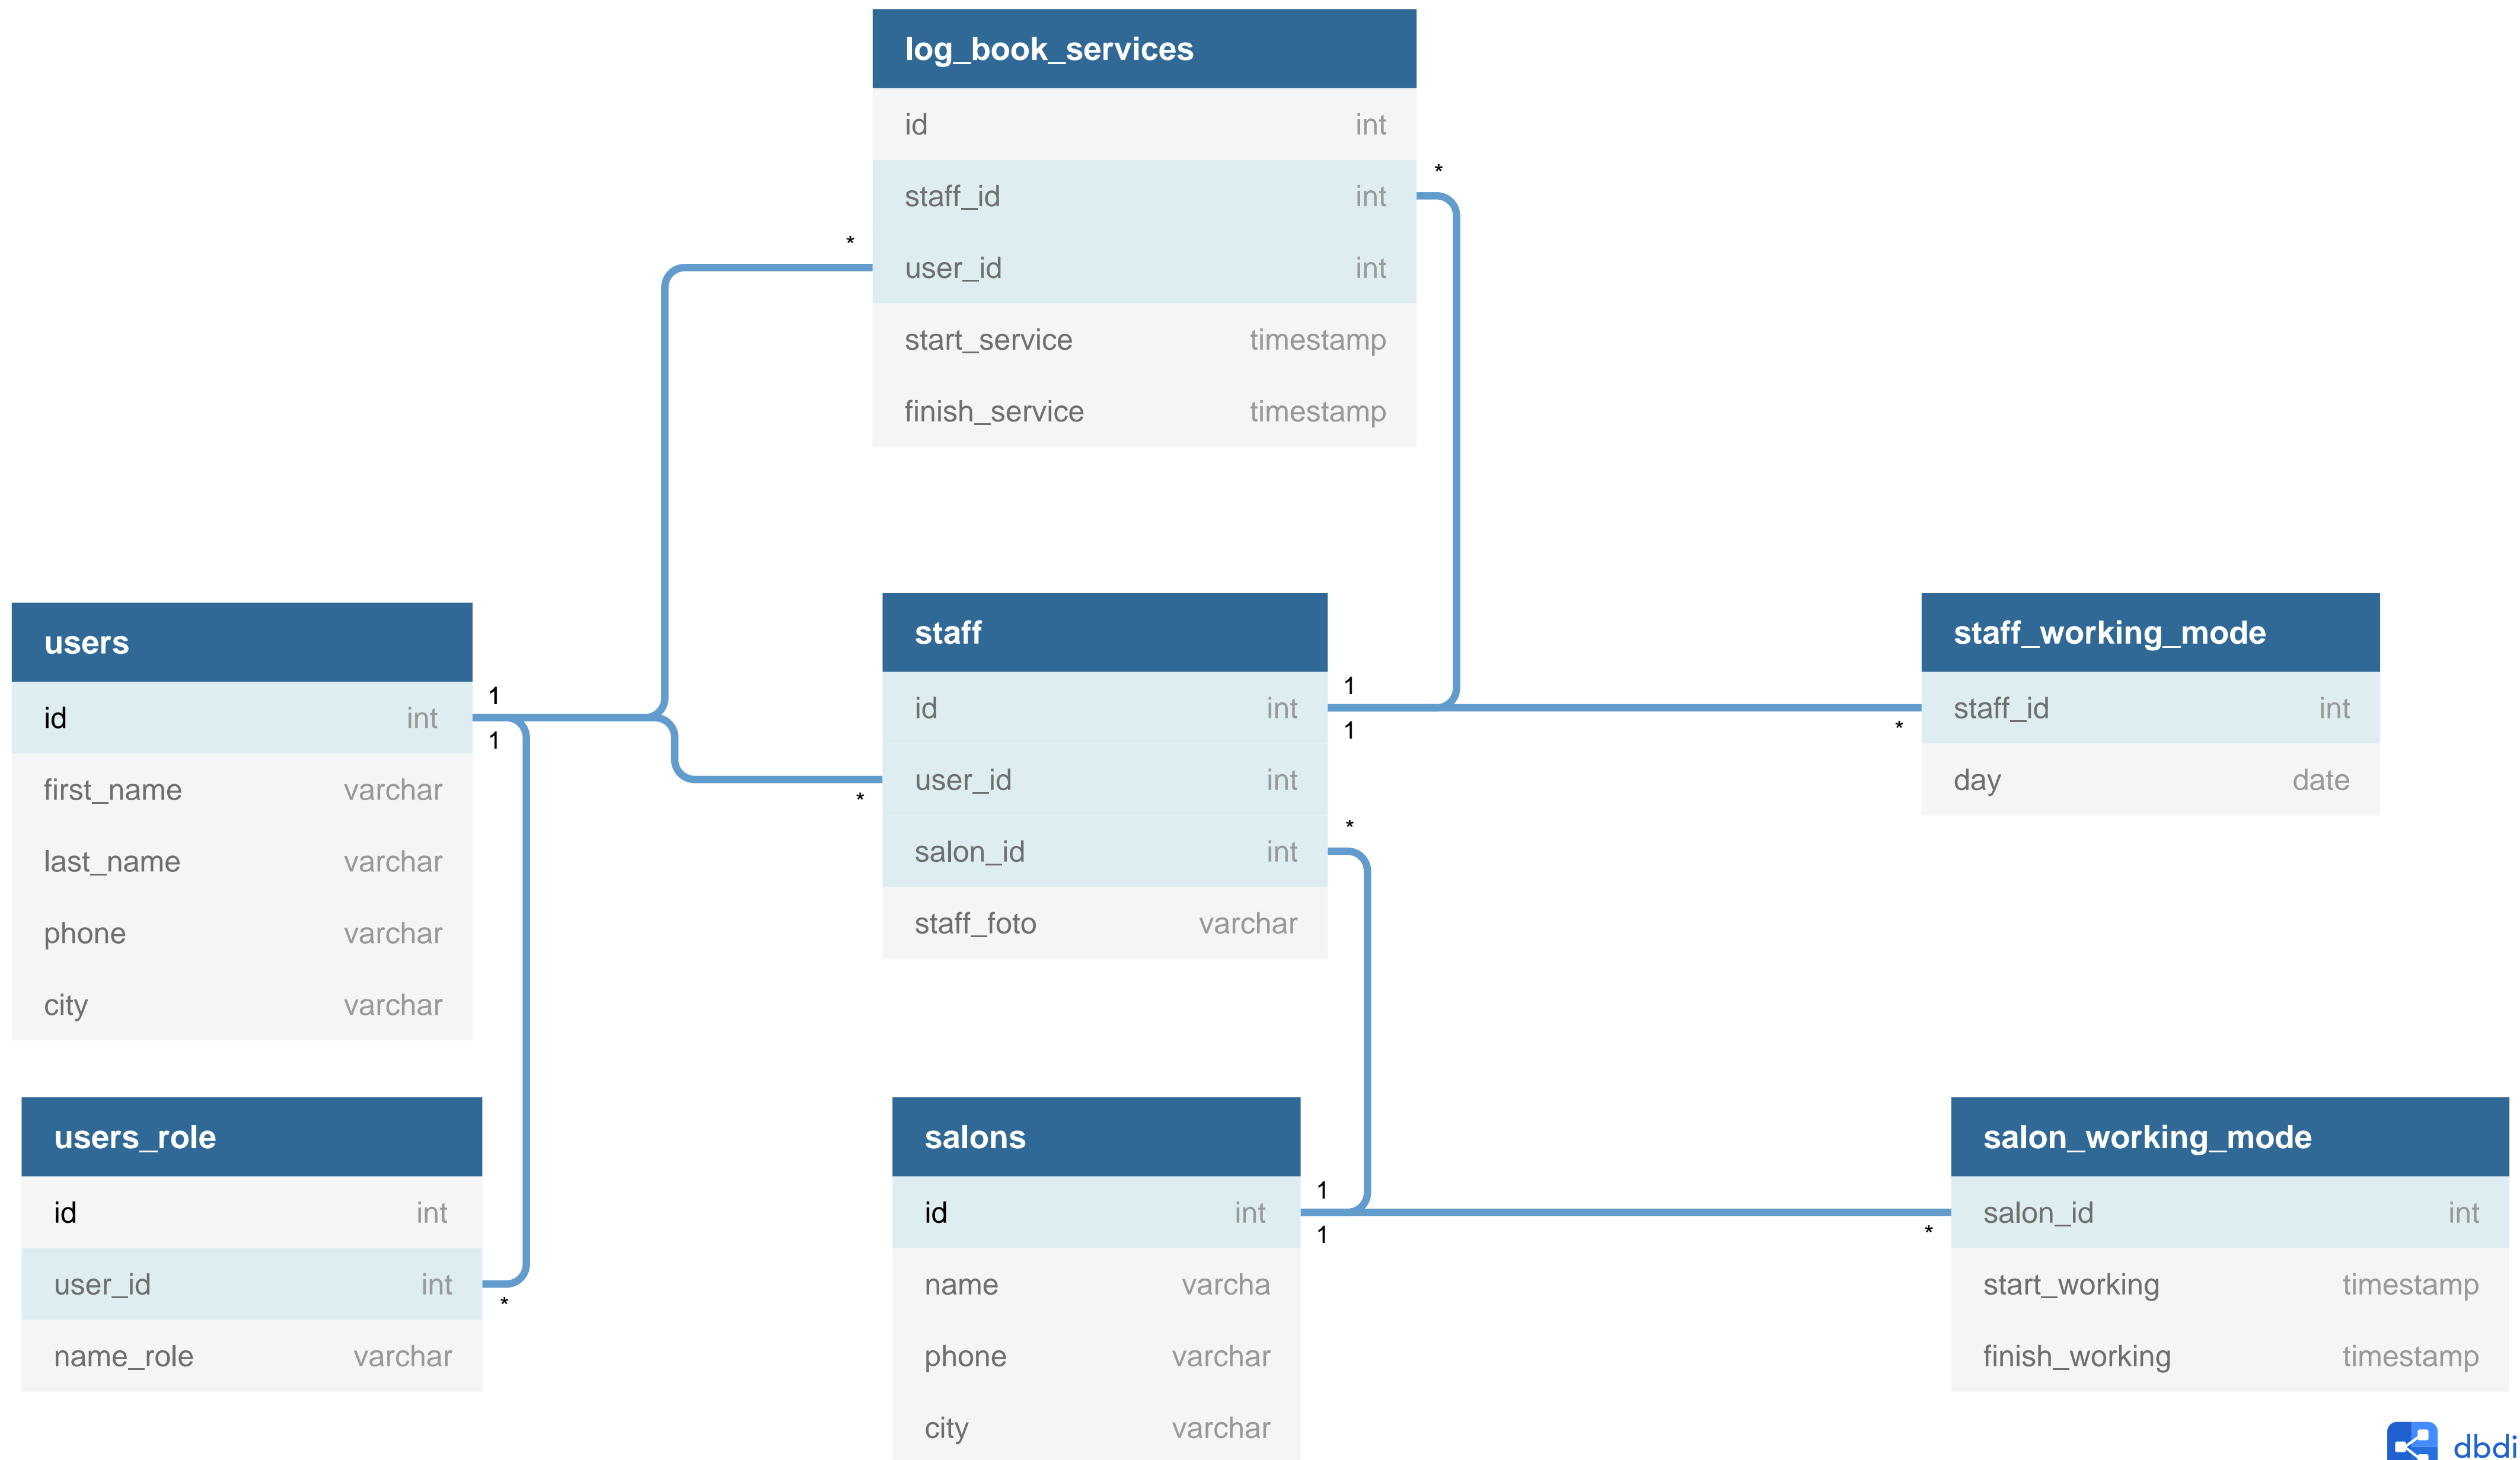 log_book_services
id int
staff_id int
user_id int
start_service timestamp
finish_service timestamp
*
*
users
id int
first_name varchar
last_name varchar
phone varchar
city varchar
1
1
staff
id int
user_id int
salon_id int
staff_foto varchar
*
1
1
*
staff_working_mode
staff_id int
day date
*
users_role
id int
user_id int
name_role varchar
*
salons
id int
name varcha
phone varchar
city varchar
1
1
salon_working_mode
salon_id int
start_working timestamp
finish_working timestamp
*
dbdi